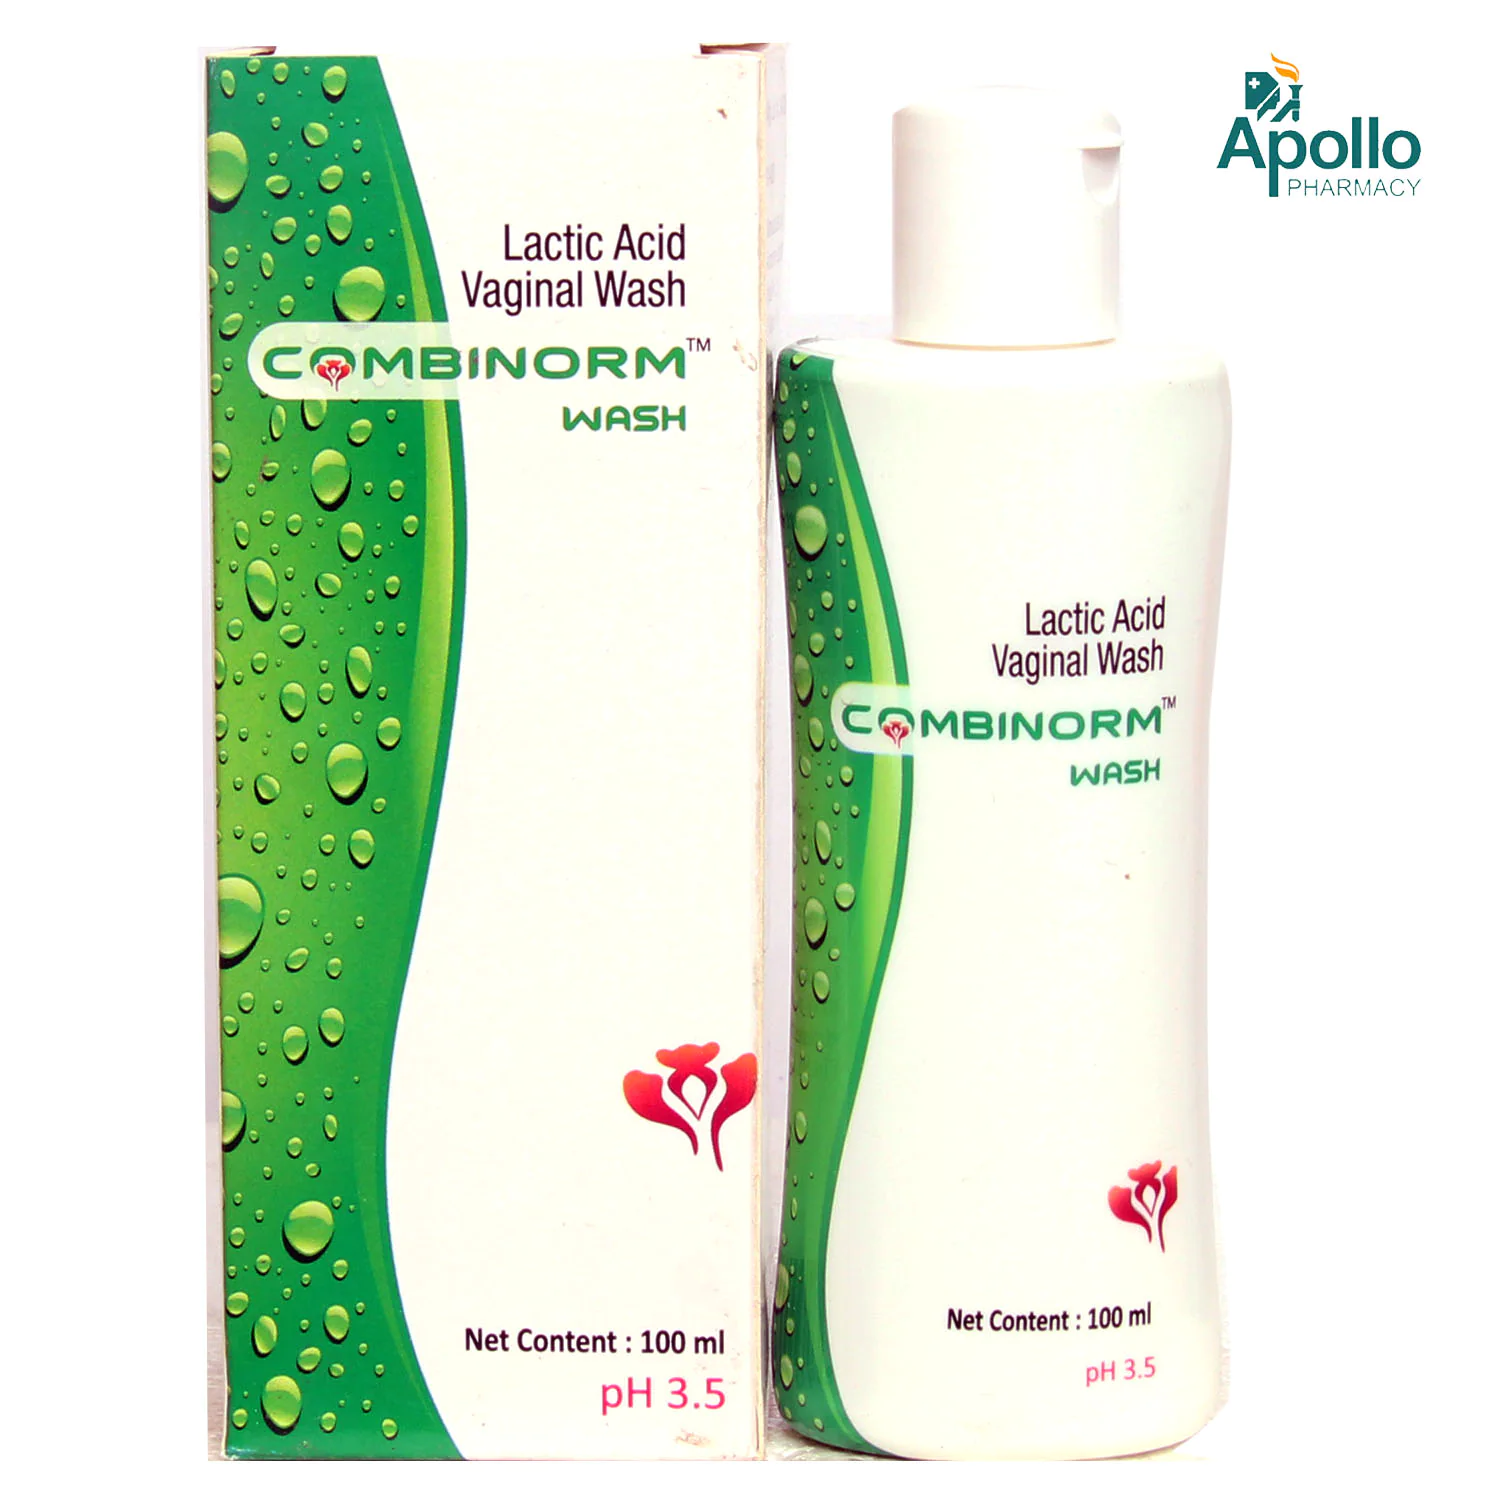 Apollo
PHARMACY
Lactic Acid
Vaginal Wash
COMBINORM™
WASH
Net Content : 100 ml
pH 3.5
Lactic Acid
Vaginal Wash
COMBINORM™
WASH
Net Content : 100 ml
pH 3.5